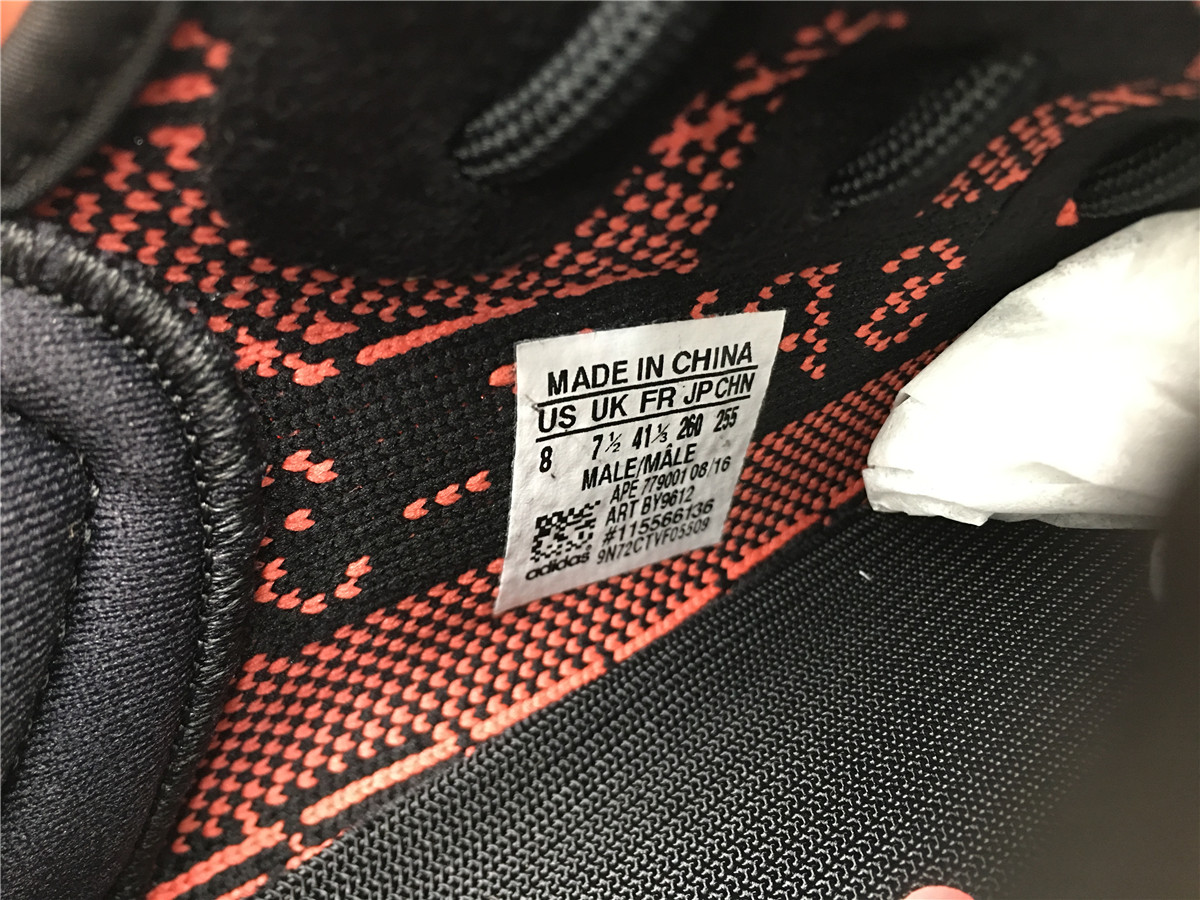 MADE IN CHINA
US UK FR JP CHN
8 7½ 41⅓ 260 255
MALE/MÂLE
APE 779001 08/16
ART BY9612
#115566136
9N72CTVF05509
adidas